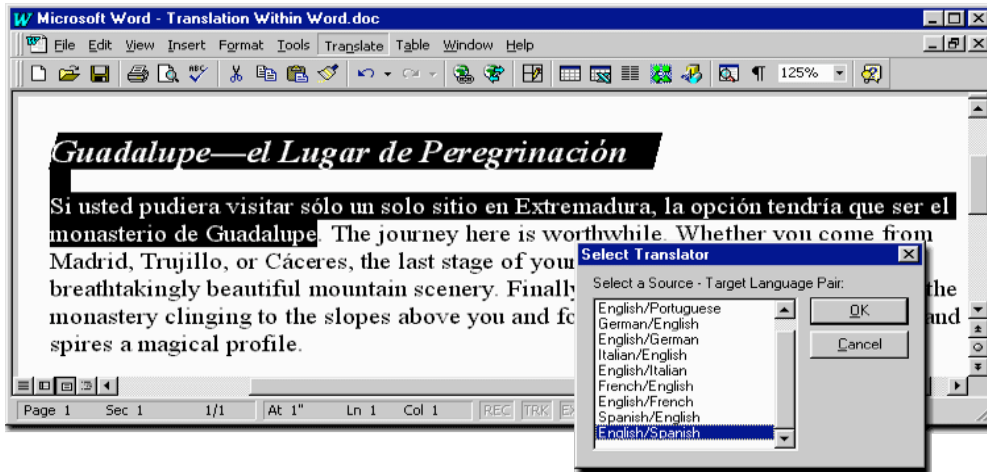 Microsoft Word - Translation Within Word.doc
File Edit View Insert Format Tools Translate Table Window Help
ABC
125%
Guadalupe—el Lugar de Peregrinación
Si usted pudiera visitar sólo un solo sitio en Extremadura, la opción tendría que ser el
monasterio de Guadalupe. The journey here is worthwhile. Whether you come from
Madrid, Trujillo, or Cáceres, the last stage of your
breathtakingly beautiful mountain scenery. Finally the
monastery clinging to the slopes above you and and
spires a magical profile.
Select Translator
Select a Source - Target Language Pair:
English/Portuguese
German/English
English/German
Italian/English
English/Italian
French/English
English/French
Spanish/English
English/Spanish
OK
Cancel
Page 1 Sec 1 1/1 At 1" Ln 1 Col 1 REC TRK